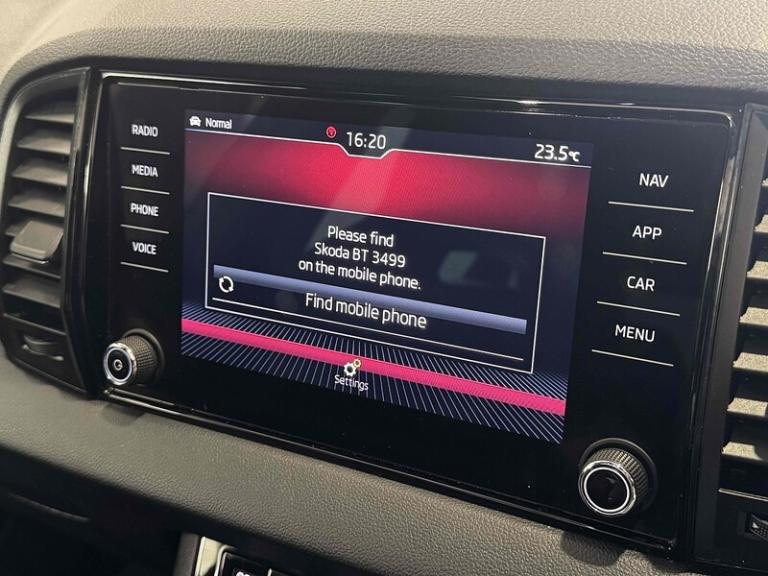 RADIO
MEDIA
PHONE
VOICE
Normal
16:20
23.5°C
Please find
Skoda BT 3499
on the mobile phone.
Find mobile phone
Settings
NAV
APP
CAR
MENU